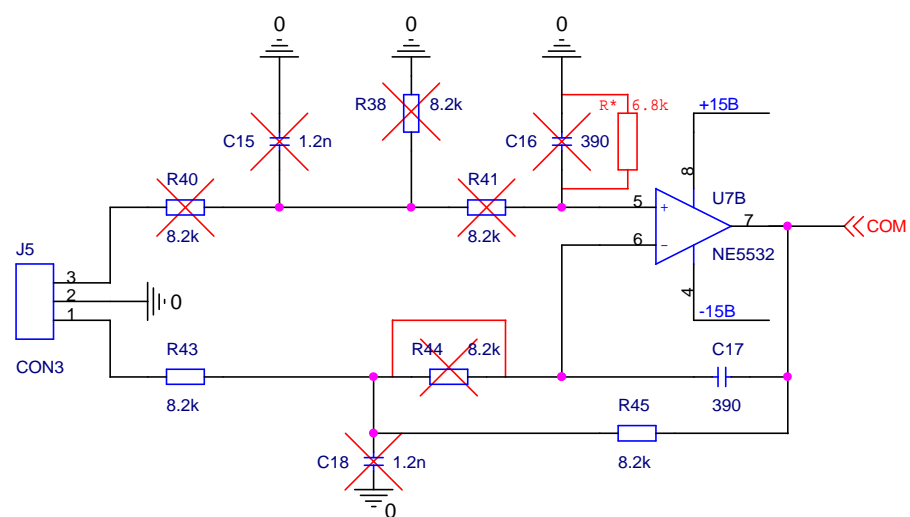 0
0
0
R38
8.2k
R*
6.8k
+15B
C15
1.2n
C16
390
8
R40
R41
U7B
5
+
7
COM
8.2k
8.2k
6
−
NE5532
J5
3
2
0
4
1
-15B
CON3
R43
R44
8.2k
C17
8.2k
390
R45
C18
1.2n
8.2k
0